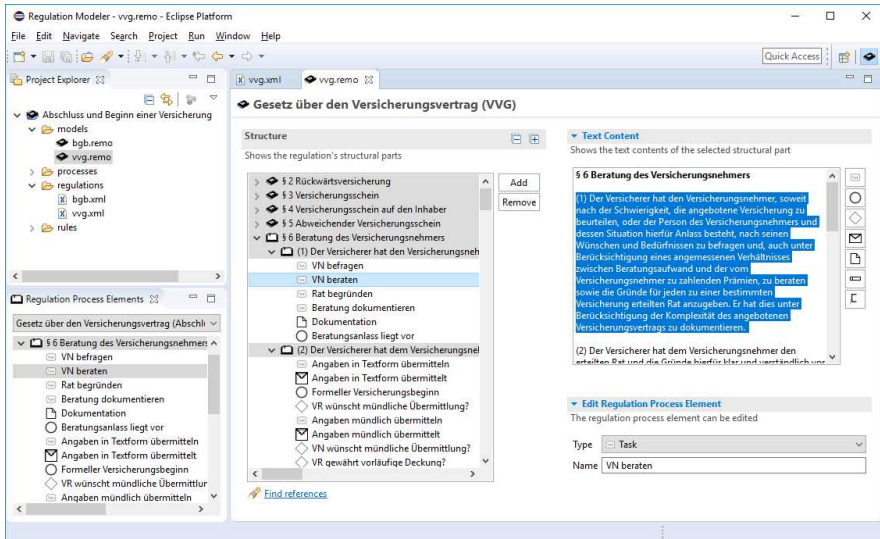 Regulation Modeler - vvg.remo - Eclipse Platform
File Edit Navigate Search Project Run Window Help
Quick Access
Project Explorer
Abschluss und Beginn einer Versicherung
models
bgb.remo
vvg.remo
processes
regulations
bgb.xml
vvg.xml
rules
Regulation Process Elements
Gesetz über den Versicherungsvertrag (Abschlu
§ 6 Beratung des Versicherungsnehmers
VN befragen
VN beraten
Rat begründen
Beratung dokumentieren
Dokumentation
Beratungsanlass liegt vor
Angaben in Textform übermitteln
Angaben in Textform übermittelt
Formeller Versicherungsbeginn
VR wünscht mündliche Übermittlur
Angaben mündlich übermitteln
vvg.xml
vvg.remo
Gesetz über den Versicherungsvertrag (VVG)
Structure
Shows the regulation's structural parts
§ 2 Rückwärtsversicherung
§ 3 Versicherungsschein
§ 4 Versicherungsschein auf den Inhaber
§ 5 Abweichender Versicherungsschein
§ 6 Beratung des Versicherungsnehmers
(1) Der Versicherer hat den Versicherungsneh
VN befragen
VN beraten
Rat begründen
Beratung dokumentieren
Dokumentation
Beratungsanlass liegt vor
(2) Der Versicherer hat dem Versicherungsnel
Angaben in Textform übermitteln
Angaben in Textform übermittelt
Formeller Versicherungsbeginn
VR wünscht mündliche Übermittlung?
Angaben mündlich übermitteln
Angaben mündlich übermittelt
VN wünscht mündliche Übermittlung?
VR gewährt vorläufige Deckung?
Add
Remove
Find references
Text Content
Shows the text contents of the selected structural part
§ 6 Beratung des Versicherungsnehmers
(1) Der Versicherer hat den Versicherungsnehmer, soweit
nach der Schwierigkeit, die angebotene Versicherung zu
beurteilen, oder der Person des Versicherungsnehmers und
dessen Situation hierfür Anlass besteht, nach seinen
Wünschen und Bedürfnissen zu befragen und, auch unter
Berücksichtigung eines angemessenen Verhältnisses
zwischen Beratungsaufwand und der vom
Versicherungsnehmer zu zahlenden Prämien, zu beraten
sowie die Gründe für jeden zu einer bestimmten
Versicherung erteilten Rat anzugeben. Er hat dies unter
Berücksichtigung der Komplexität des angebotenen
Versicherungsvertrags zu dokumentieren.
(2) Der Versicherer hat dem Versicherungsnehmer den
erteilten Rat und die Gründe hierfür klar und verständlich vor
Edit Regulation Process Element
The regulation process element can be edited
Type Task
Name VN beraten